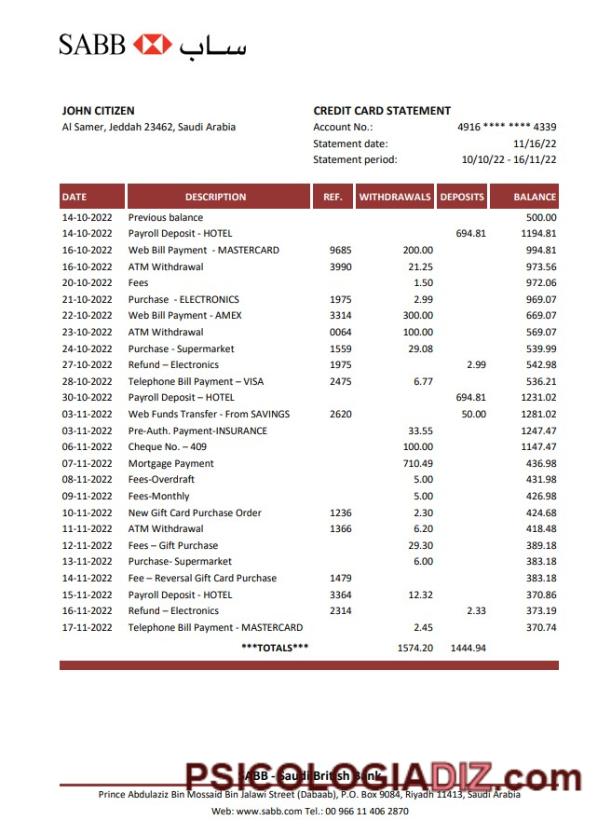 SABB ساب
JOHN CITIZEN CREDIT CARD STATEMENT
Al Samer, Jeddah 23462, Saudi Arabia Account No.: 4916 **** **** 4339
Statement date: 11/16/22
Statement period: 10/10/22 - 16/11/22
DATE DESCRIPTION REF. WITHDRAWALS DEPOSITS BALANCE
14-10-2022 Previous balance 500.00
14-10-2022 Payroll Deposit - HOTEL 694.81 1194.81
16-10-2022 Web Bill Payment - MASTERCARD 9685 200.00 994.81
16-10-2022 ATM Withdrawal 3990 21.25 973.56
20-10-2022 Fees 1.50 972.06
21-10-2022 Purchase - ELECTRONICS 1975 2.99 969.07
22-10-2022 Web Bill Payment - AMEX 3314 300.00 669.07
23-10-2022 ATM Withdrawal 0064 100.00 569.07
24-10-2022 Purchase - Supermarket 1559 29.08 539.99
27-10-2022 Refund – Electronics 1975 2.99 542.98
28-10-2022 Telephone Bill Payment – VISA 2475 6.77 536.21
30-10-2022 Payroll Deposit – HOTEL 694.81 1231.02
03-11-2022 Web Funds Transfer - From SAVINGS 2620 50.00 1281.02
03-11-2022 Pre-Auth. Payment-INSURANCE 33.55 1247.47
06-11-2022 Cheque No. – 409 100.00 1147.47
07-11-2022 Mortgage Payment 710.49 436.98
08-11-2022 Fees-Overdraft 5.00 431.98
09-11-2022 Fees-Monthly 5.00 426.98
10-11-2022 New Gift Card Purchase Order 1236 2.30 424.68
11-11-2022 ATM Withdrawal 1366 6.20 418.48
12-11-2022 Fees – Gift Purchase 29.30 389.18
13-11-2022 Purchase- Supermarket 6.00 383.18
14-11-2022 Fee – Reversal Gift Card Purchase 1479 383.18
15-11-2022 Payroll Deposit - HOTEL 3364 12.32 370.86
16-11-2022 Refund – Electronics 2314 2.33 373.19
17-11-2022 Telephone Bill Payment - MASTERCARD 2.45 370.74
***TOTALS*** 1574.20 1444.94
SABB - Saudi British Bank
PSICOLOGIADIZ.com
Prince Abdulaziz Bin Mossaid Bin Jalawi Street (Dabaab), P.O. Box 9084, Riyadh 11413, Saudi Arabia
Web: www.sabb.com Tel.: 00 966 11 406 2870